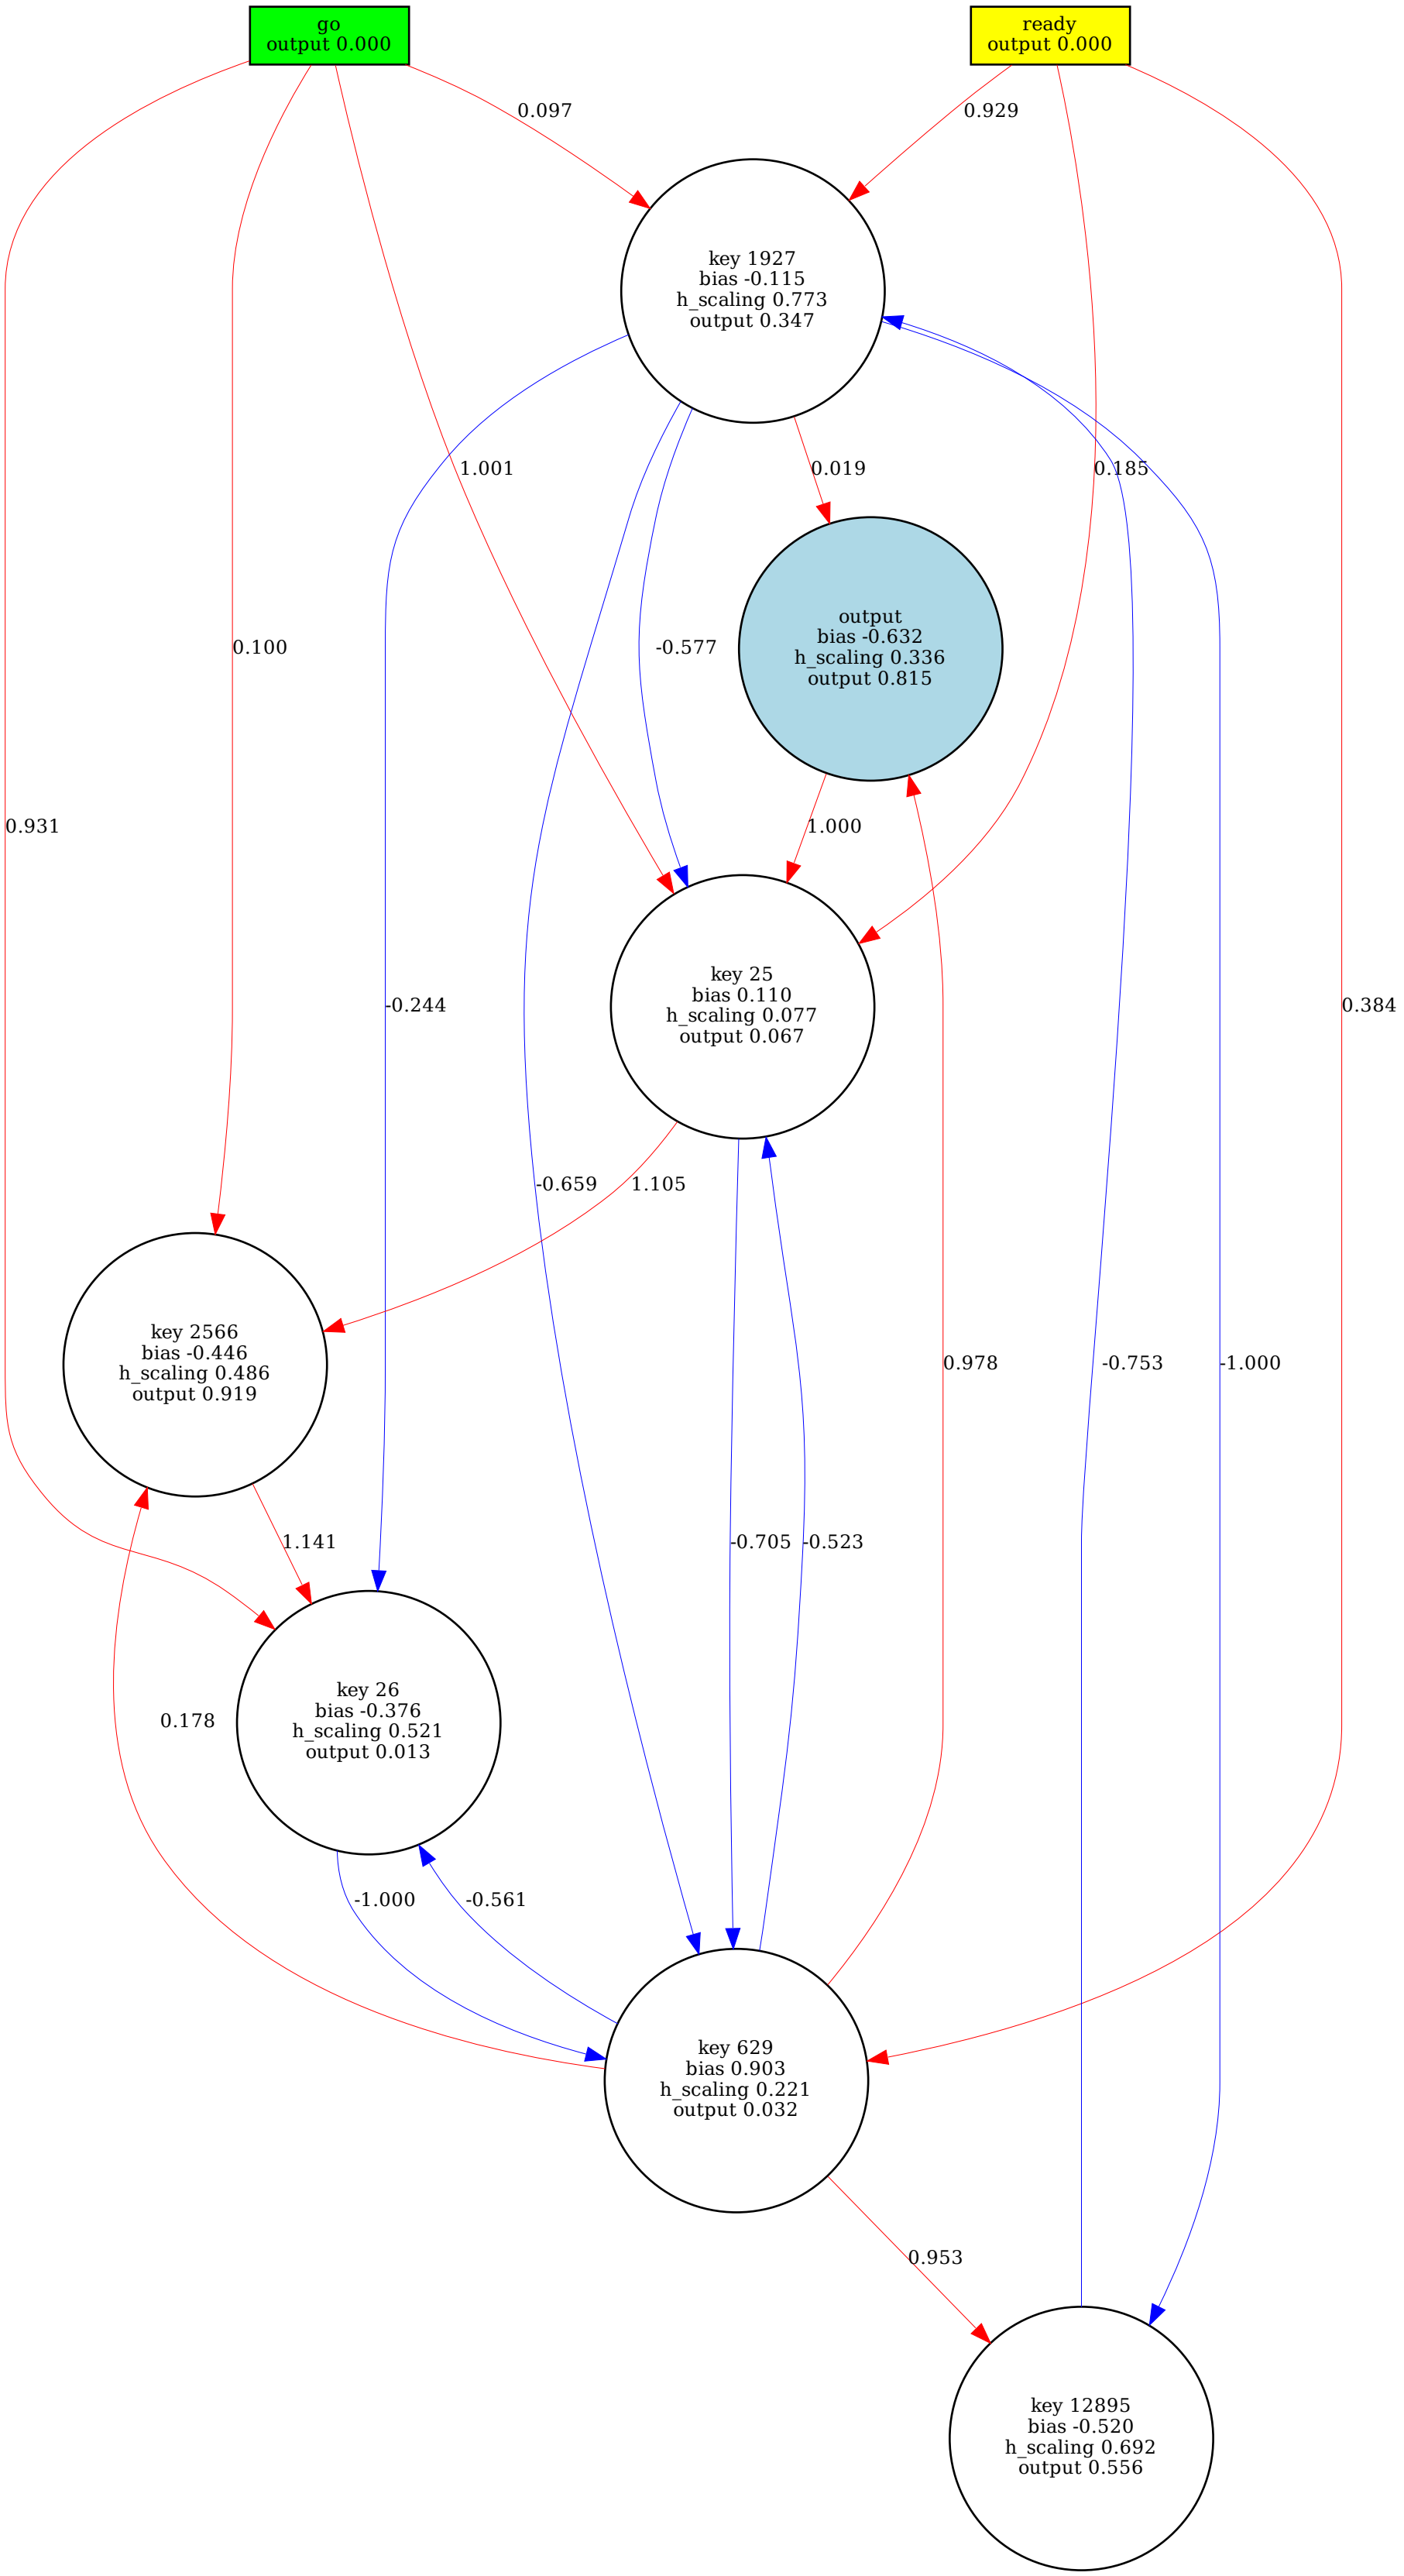 go
output 0.000
ready
output 0.000
0.097
0.929
key 1927
bias -0.115
h_scaling 0.773
output 0.347
1.001
0.019
0.185
0.100
-0.577
output
bias -0.632
h_scaling 0.336
output 0.815
0.931
1.000
-0.244
key 25
bias 0.110
h_scaling 0.077
output 0.067
0.384
-0.659
1.105
key 2566
bias -0.446
h_scaling 0.486
output 0.919
0.978
-0.753
-1.000
1.141
-0.705
-0.523
key 26
bias -0.376
h_scaling 0.521
output 0.013
0.178
-1.000
-0.561
key 629
bias 0.903
h_scaling 0.221
output 0.032
0.953
key 12895
bias -0.520
h_scaling 0.692
output 0.556